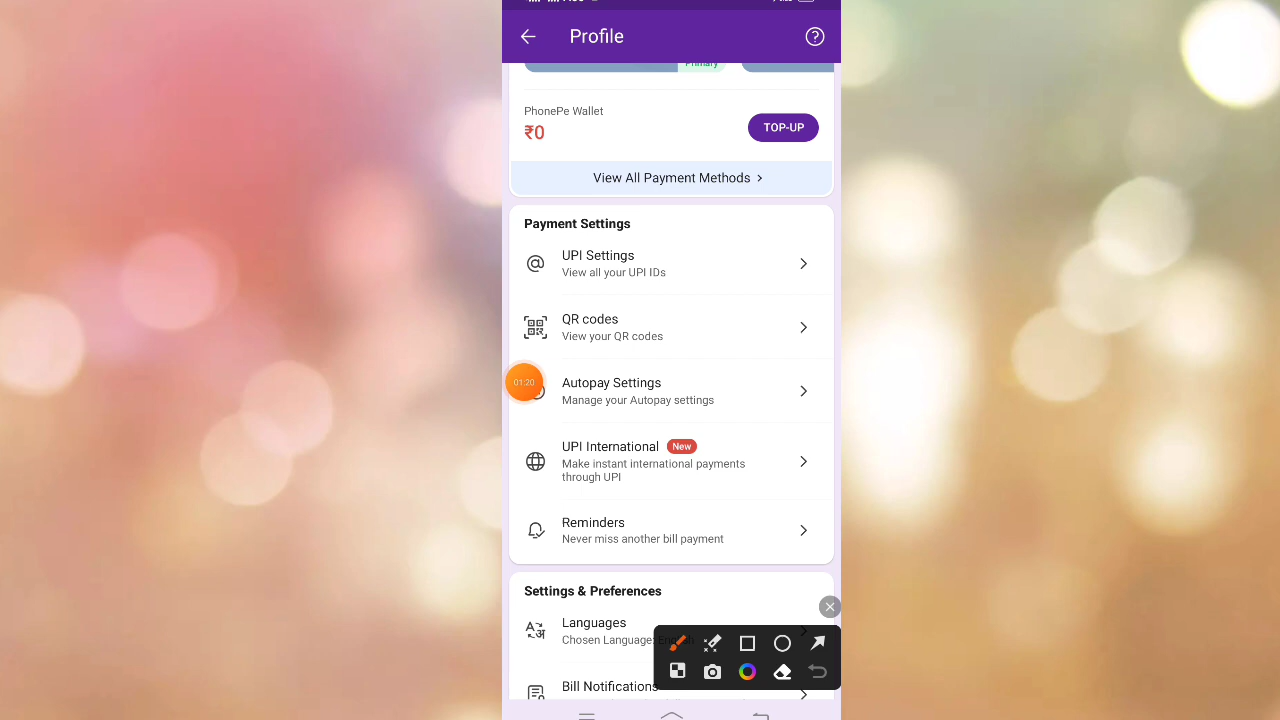 Profile
Primary
PhonePe Wallet
₹0
TOP-UP
View All Payment Methods
Payment Settings
UPI Settings
View all your UPI IDs
QR codes
View your QR codes
01:20
Autopay Settings
Manage your Autopay settings
UPI International New
Make instant international payments
through UPI
Reminders
Never miss another bill payment
Settings & Preferences
Languages
Chosen Language: English
Bill Notifications